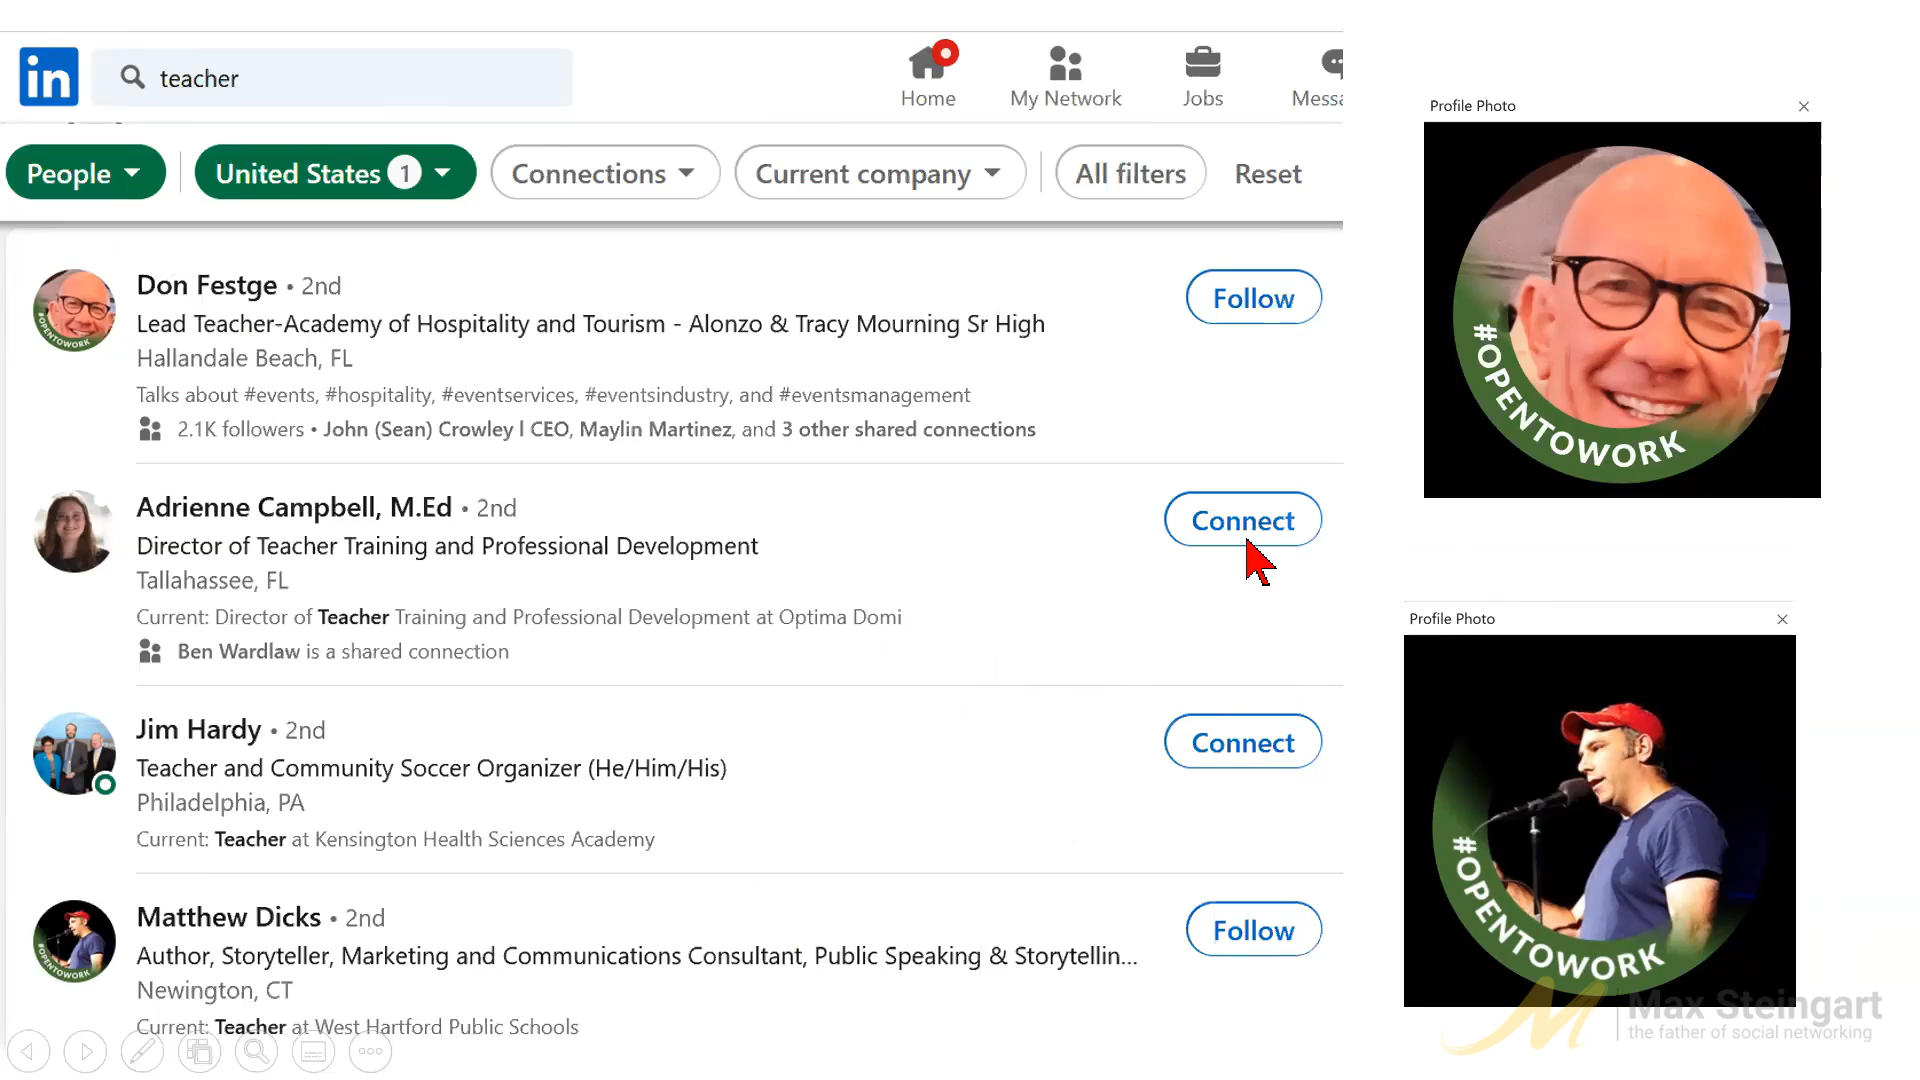 in
teacher
Home
My Network
Jobs
Messa
People
United States 1
Connections
Current company
All filters
Reset
Don Festge • 2nd
Follow
Lead Teacher-Academy of Hospitality and Tourism - Alonzo & Tracy Mourning Sr High
Hallandale Beach, FL
Talks about #events, #hospitality, #eventservices, #eventsindustry, and #eventsmanagement
2.1K followers • John (Sean) Crowley l CEO, Maylin Martinez, and 3 other shared connections
#OPENTOWORK
Adrienne Campbell, M.Ed • 2nd
Connect
Director of Teacher Training and Professional Development
Tallahassee, FL
Current: Director of Teacher Training and Professional Development at Optima Domi
Ben Wardlaw is a shared connection
Jim Hardy • 2nd
Connect
Teacher and Community Soccer Organizer (He/Him/His)
Philadelphia, PA
Current: Teacher at Kensington Health Sciences Academy
Matthew Dicks • 2nd
Follow
Author, Storyteller, Marketing and Communications Consultant, Public Speaking & Storytellin...
Newington, CT
Current: Teacher at West Hartford Public Schools
#OPENTOWORK
Profile Photo
#OPENTOWORK
Profile Photo
#OPENTOWORK
Max Steingart
the father of social networking